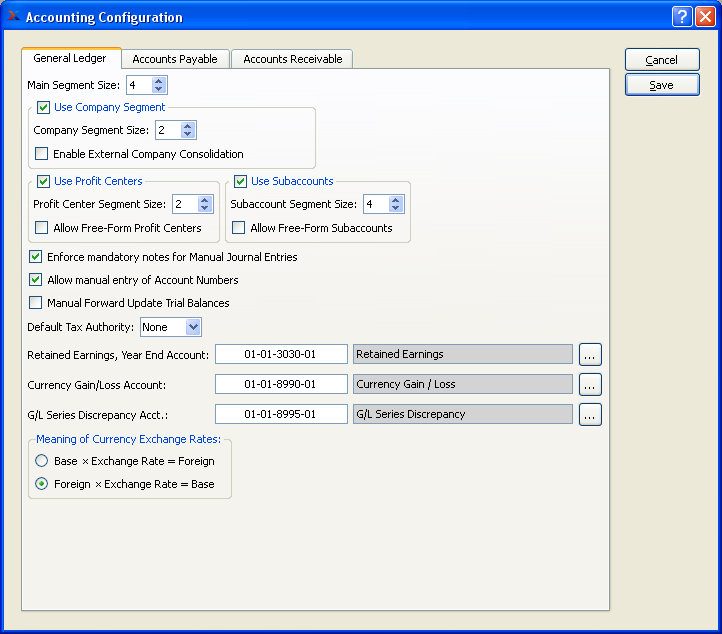 Accounting Configuration
General Ledger Accounts Payable Accounts Receivable
Cancel
Save
Main Segment Size: 4
Use Company Segment
Company Segment Size: 2
Enable External Company Consolidation
Use Profit Centers Use Subaccounts
Profit Center Segment Size: 2 Subaccount Segment Size: 4
Allow Free-Form Profit Centers Allow Free-Form Subaccounts
Enforce mandatory notes for Manual Journal Entries
Allow manual entry of Account Numbers
Manual Forward Update Trial Balances
Default Tax Authority: None
Retained Earnings, Year End Account: 01-01-3030-01 Retained Earnings ...
Currency Gain/Loss Account: 01-01-8990-01 Currency Gain / Loss ...
G/L Series Discrepancy Acct.: 01-01-8995-01 G/L Series Discrepancy ...
Meaning of Currency Exchange Rates:
Base × Exchange Rate = Foreign
Foreign × Exchange Rate = Base